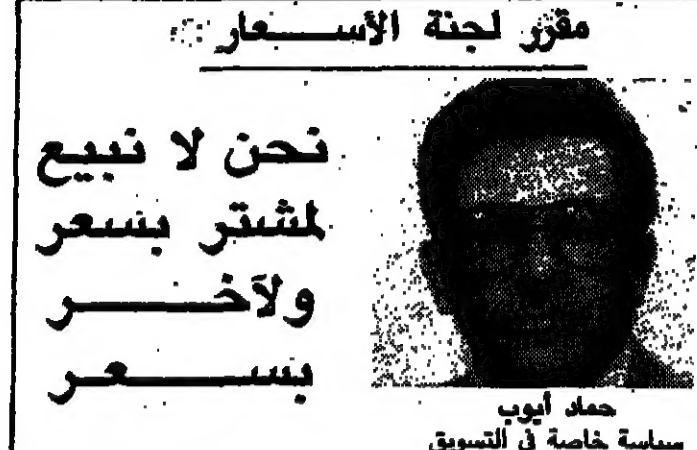 مقرر لجنة الأسعار :
نحن لا نبيع
لمشتر بسعر
ولآخر
بسعر
حماد أيوب
سياسة خاصة في التسويق